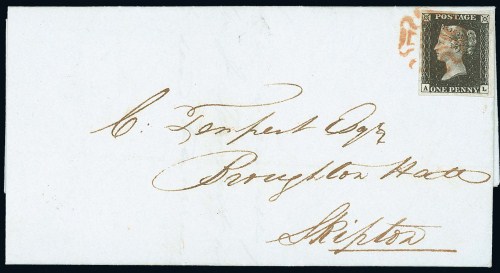 POSTAGE
A ONE PENNY L
C. Tempest Esqr
Broughton Hall
Skipton